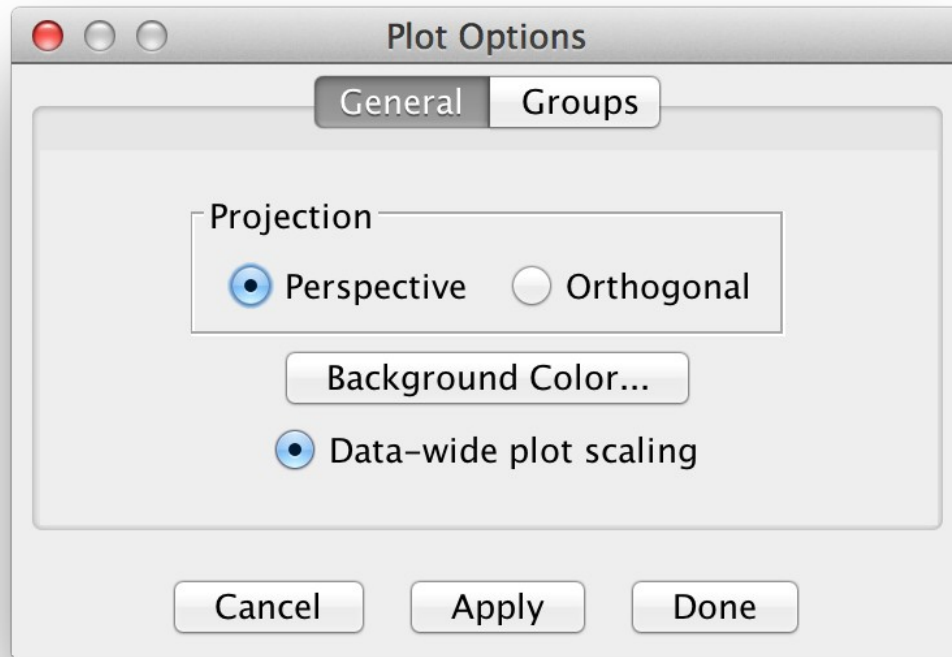 Plot Options
General Groups
Projection
Perspective Orthogonal
Background Color...
Data-wide plot scaling
Cancel Apply Done